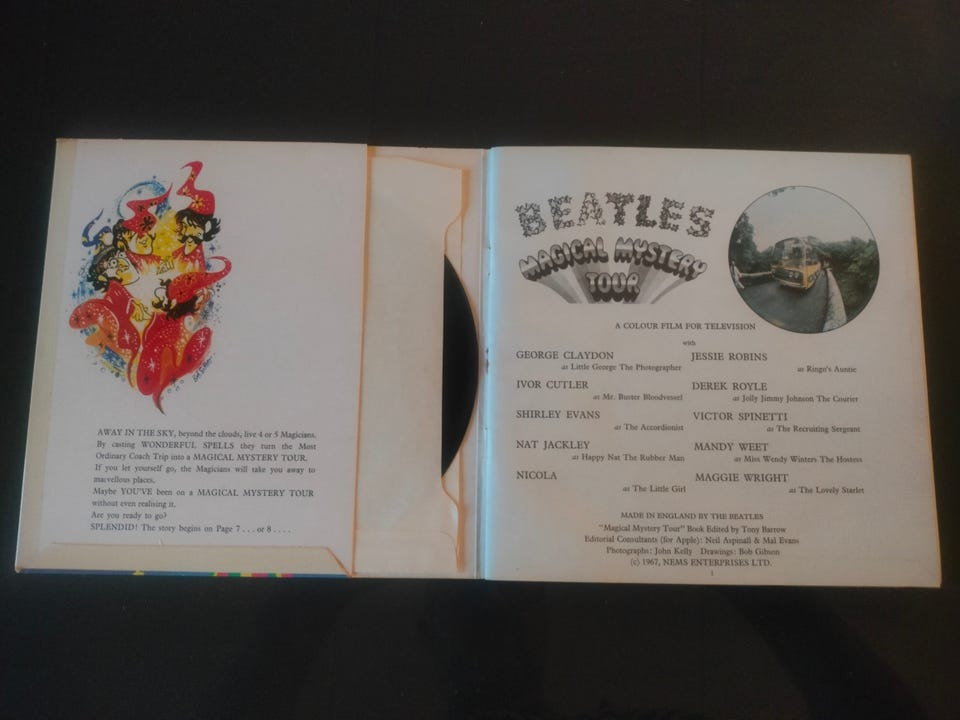 AWAY IN THE SKY, beyond the clouds, live 4 or 5 Magicians.
By casting WONDERFUL SPELLS they turn the Most
Ordinary Coach Trip into a MAGICAL MYSTERY TOUR.
If you let yourself go, the Magicians will take you away to
marvellous places.
Maybe YOU'VE been on a MAGICAL MYSTERY TOUR
without even realising it.
Are you ready to go?
SPLENDID! The story begins on Page 7 . . . or 8 . . . .
BEATLES
MAGICAL MYSTERY
TOUR
A COLOUR FILM FOR TELEVISION
with
GEORGE CLAYDON
as Little George The Photographer
IVOR CUTLER
as Mr. Buster Bloodvessel
SHIRLEY EVANS
as The Accordionist
NAT JACKLEY
as Happy Nat The Rubber Man
NICOLA
as The Little Girl
JESSIE ROBINS
as Ringo's Auntie
DEREK ROYLE
as Jolly Jimmy Johnson The Courier
VICTOR SPINETTI
as The Recruiting Sergeant
MANDY WEET
as Miss Wendy Winters The Hostess
MAGGIE WRIGHT
as The Lovely Starlet
MADE IN ENGLAND BY THE BEATLES
"Magical Mystery Tour" Book Edited by Tony Barrow
Editorial Consultants (for Apple): Neil Aspinall & Mal Evans
Photographs: John Kelly Drawings: Bob Gibson
(c) 1967, NEMS ENTERPRISES LTD.
1